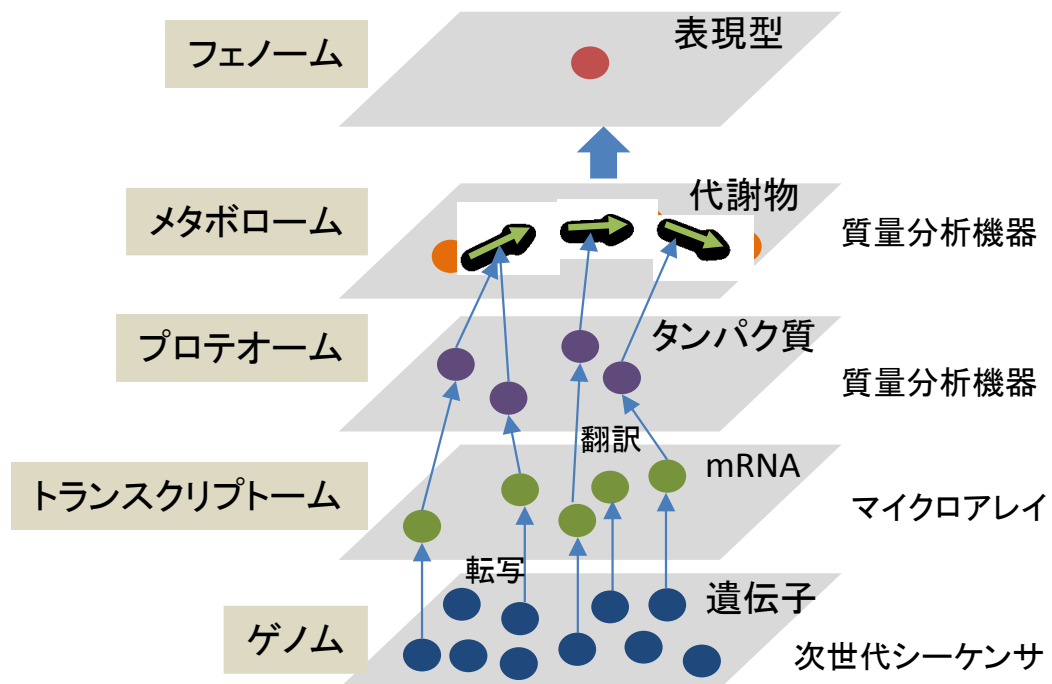 フェノーム
表現型
メタボローム
代謝物
質量分析機器
プロテオーム
タンパク質
質量分析機器
翻訳
トランスクリプトーム
mRNA
マイクロアレイ
転写
ゲノム
遺伝子
次世代シーケンサ